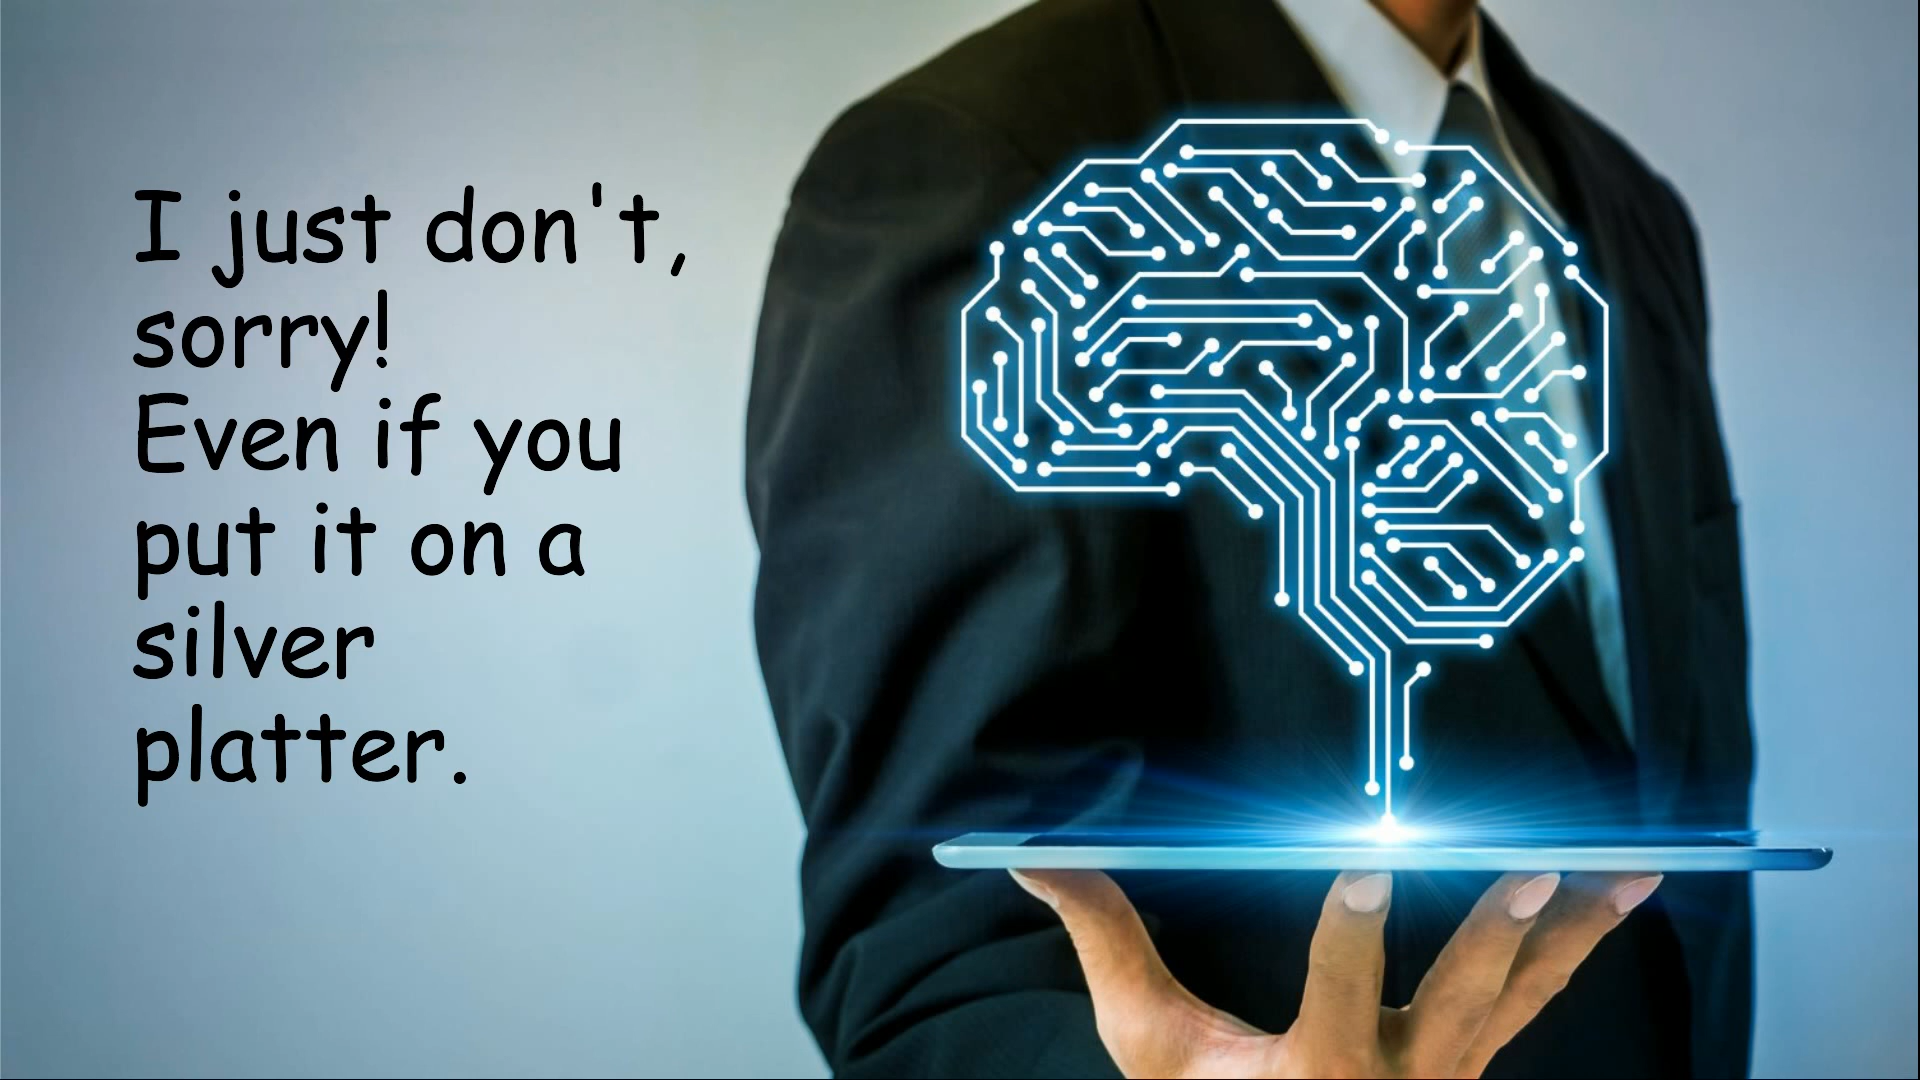 I just don't,
sorry!
Even if you
put it on a
silver
platter.